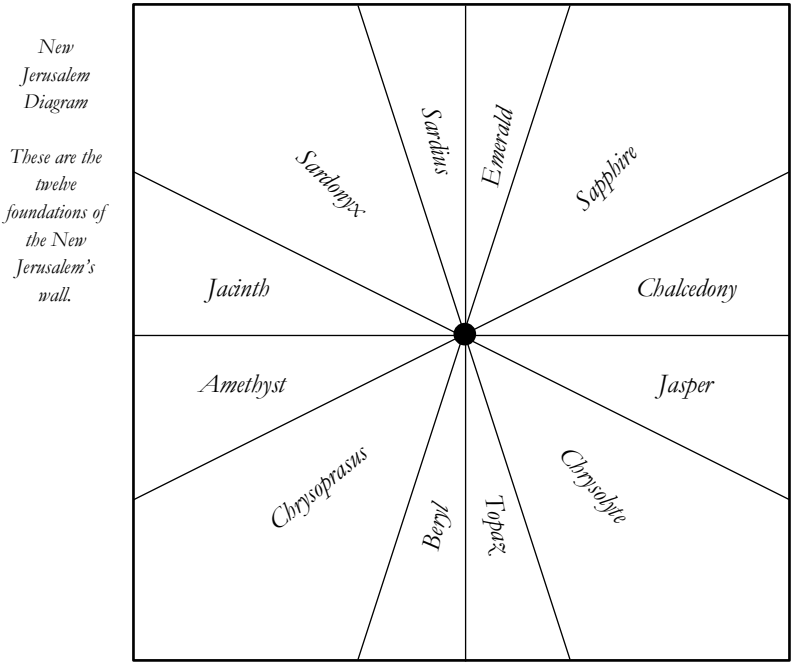 New
Jerusalem
Diagram
These are the
twelve
foundations of
the New
Jerusalem's
wall.
Sardius
Emerald
Sardonyx
Sapphire
Jacinth
Chalcedony
Amethyst
Jasper
Chrysoprasus
Chrysolyte
Beryl
Topaz